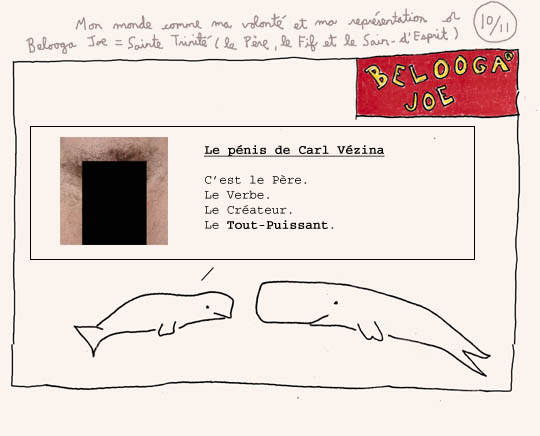 Mon monde comme ma volonté et ma représentation or
Belooga Joe = Sainte Trinité (le Père, le Fif et le Sain-d'Esprit)
10/11
BELOOGA
JOE
Le pénis de Carl Vézina
C'est le Père.
Le Verbe.
Le Créateur.
Le Tout-Puissant.